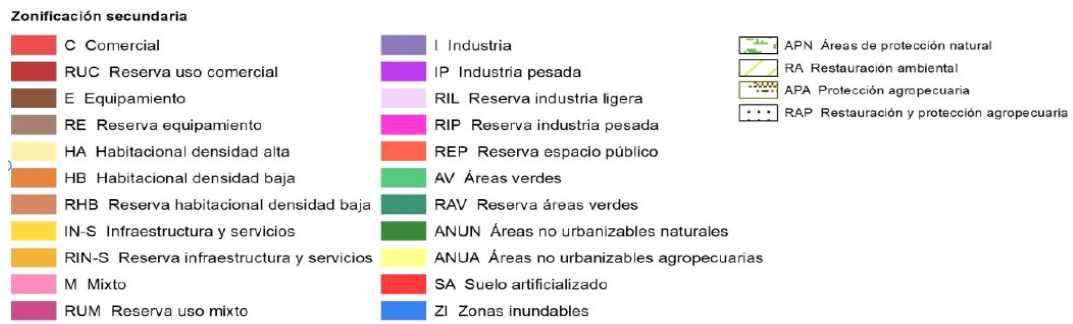 Zonificación secundaria
C Comercial
RUC Reserva uso comercial
E Equipamiento
RE Reserva equipamiento
HA Habitacional densidad alta
HB Habitacional densidad baja
RHB Reserva habitacional densidad baja
IN-S Infraestructura y servicios
RIN-S Reserva infraestructura y servicios
M Mixto
RUM Reserva uso mixto
I Industria
IP Industria pesada
RIL Reserva industria ligera
RIP Reserva industria pesada
REP Reserva espacio público
AV Áreas verdes
RAV Reserva áreas verdes
ANUN Áreas no urbanizables naturales
ANUA Áreas no urbanizables agropecuarias
SA Suelo artificializado
ZI Zonas inundables
APN Áreas de protección natural
RA Restauración ambiental
APA Protección agropecuaria
RAP Restauración y protección agropecuaria